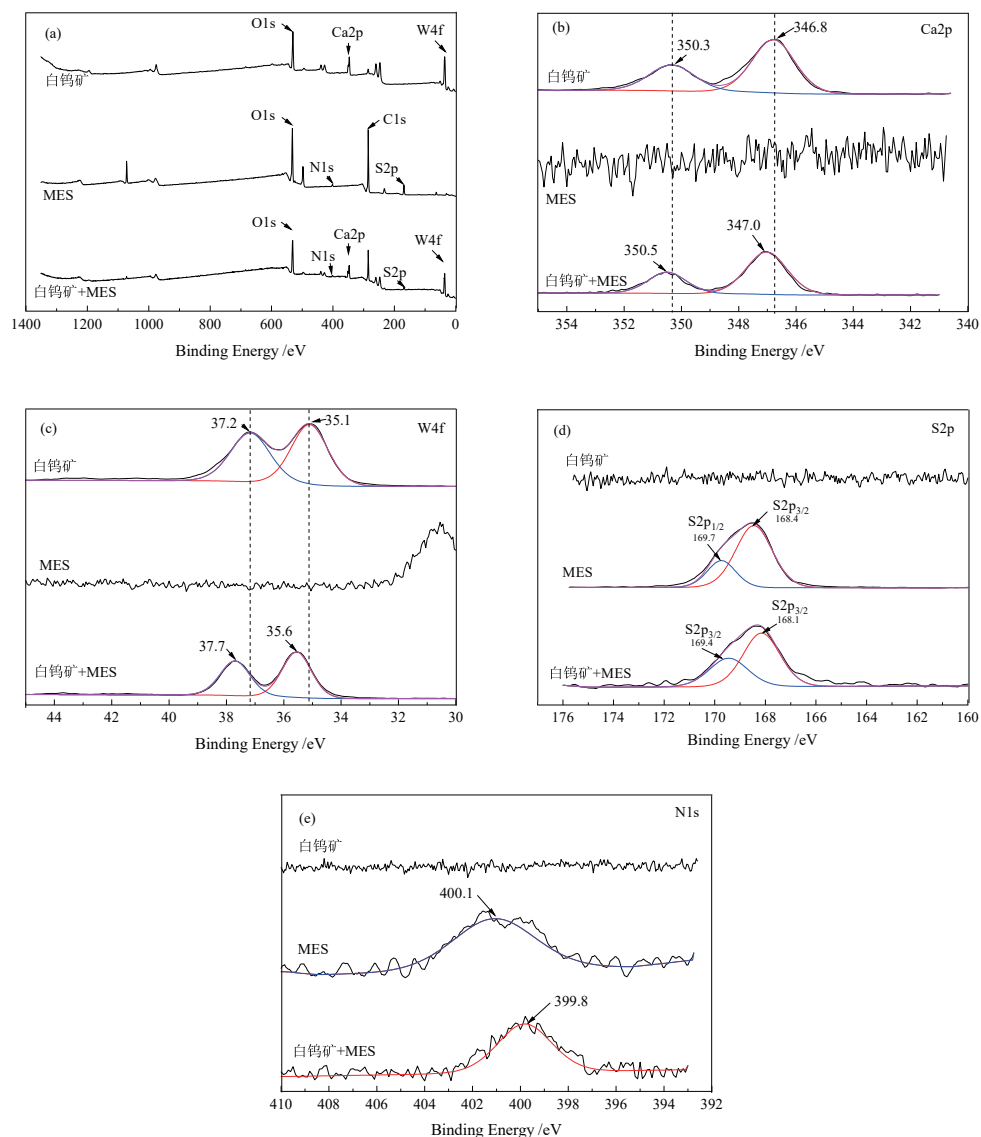 (a)
O1s
Ca2p
W4f
白钨矿
O1s
C1s
N1s
S2p
MES
O1s
Ca2p
W4f
N1s
S2p
白钨矿+MES
1400 1200 1000 800 600 400 200 0
Binding Energy /eV
(b)
Ca2p
350.3
346.8
白钨矿
MES
350.5
347.0
白钨矿+MES
354 352 350 348 346 344 342 340
Binding Energy /eV
(c)
W4f
37.2
35.1
白钨矿
MES
37.7
35.6
白钨矿+MES
44 42 40 38 36 34 32 30
Binding Energy /eV
(d)
S2p
白钨矿
S2p1/2
169.7
S2p3/2
168.4
MES
S2p3/2
169.4
S2p3/2
168.1
白钨矿+MES
176 174 172 170 168 166 164 162 160
Binding Energy /eV
(e)
N1s
白钨矿
400.1
MES
399.8
白钨矿+MES
410 408 406 404 402 400 399 396 394 392
Binding Energy /eV